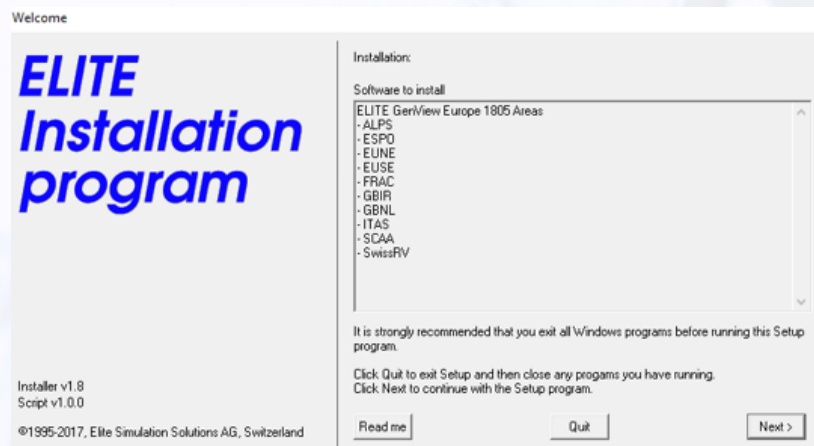 Welcome
ELITE
Installation
program
Installer v1.8
Script v1.0.0
©1995-2017, Elite Simulation Solutions AG, Switzerland
Installation:
Software to install
ELITE GenView Europe 1805 Areas
- ALPS
- ESPO
- EUNE
- EUSE
- FRAC
- GBIR
- GBNL
- ITAS
- SCAA
- SwissRV
It is strongly recommended that you exit all Windows programs before running this Setup
program.
Click Quit to exit Setup and then close any progams you have running.
Click Next to continue with the Setup program.
Read me
Quit
Next >